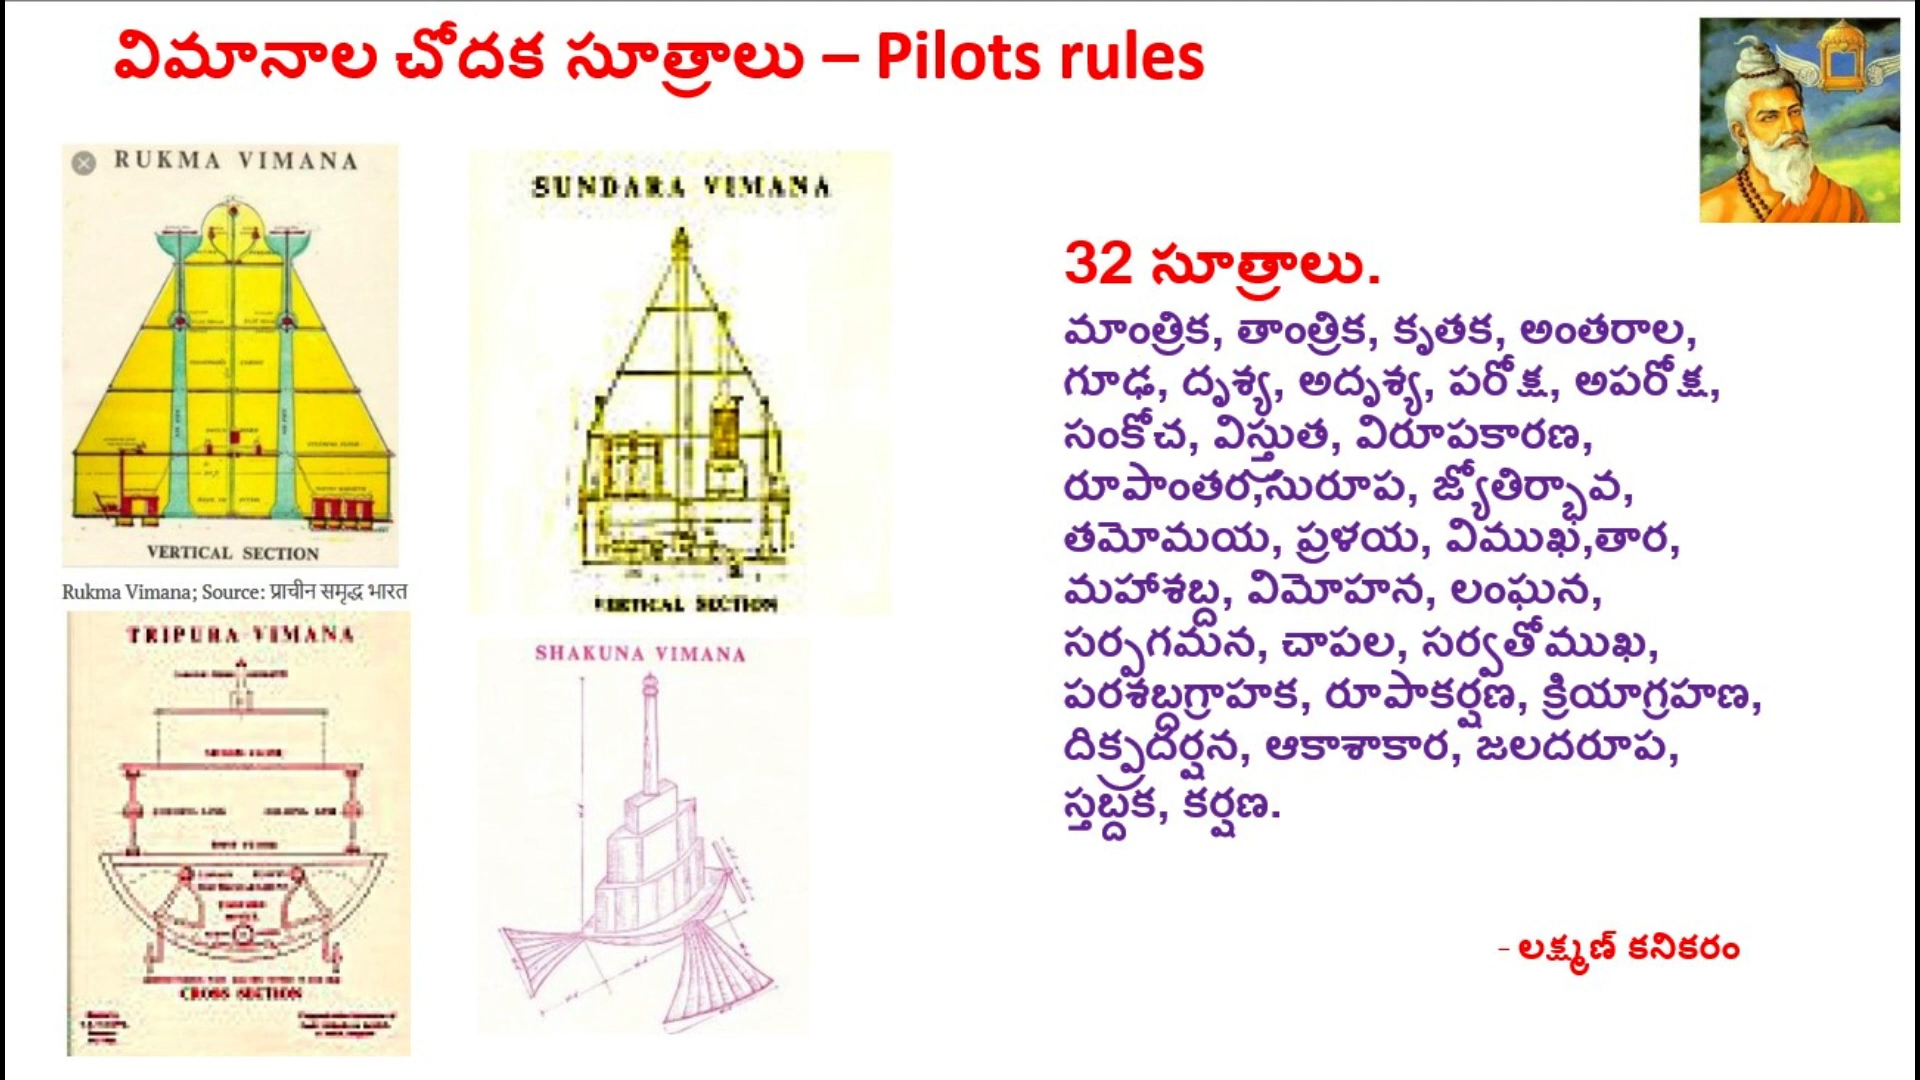 విమానాల చోదక సూత్రాలు – Pilots rules
RUKMA VIMANA
VERTICAL SECTION
Rukma Vimana; Source: प्राचीन समृद्ध भारत
SUNDARA VIMANA
VERTICAL SECTION
TRIPURA VIMANA
CROSS SECTION
SHAKUNA VIMANA
32 సూత్రాలు.
మాంత్రిక, తాంత్రిక, కృతక, అంతరాల,
గూఢ, దృశ్య, అదృశ్య, పరోక్ష, అపరోక్ష,
సంకోచ, విస్తుత, విరూపకారణ,
రూపాంతర,సురూప, జ్యోతిర్భావ,
తమోమయ, ప్రళయ, విముఖ,తార,
మహాశబ్ద, విమోహన, లంఘన,
సర్పగమన, చాపల, సర్వతోముఖ,
పరశబ్దగ్రాహక, రూపాకర్షణ, క్రియాగ్రహణ,
దిక్ప్రదర్షన, ఆకాశాకార, జలదరూప,
స్తబ్దక, కర్షణ.
- లక్ష్మణ్ కనికరం